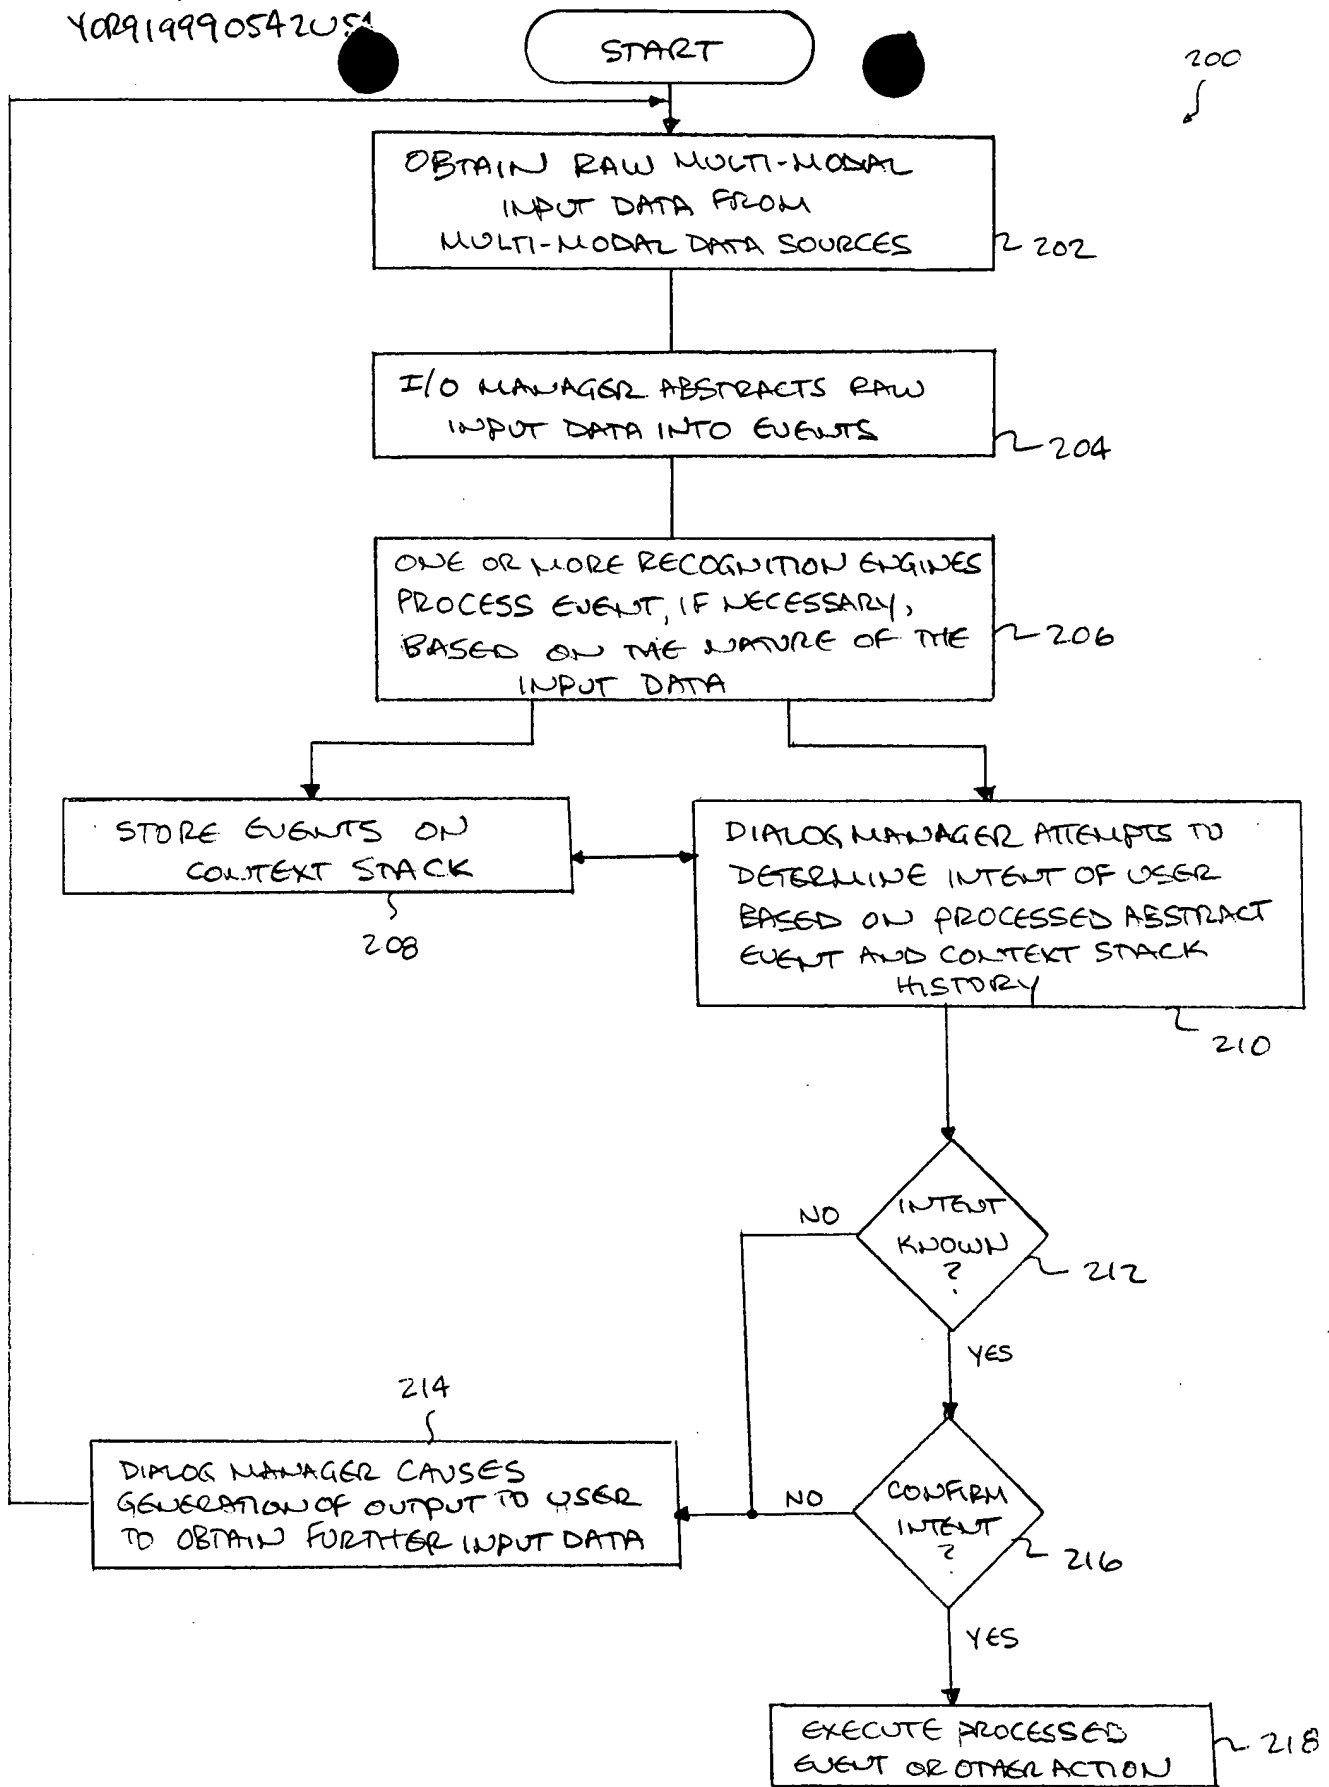 YOR919990542US1
START
200
OBTAIN RAW MULTI-MODAL
INPUT DATA FROM
MULTI-MODAL DATA SOURCES
202
I/O MANAGER ABSTRACTS RAW
INPUT DATA INTO EVENTS
204
ONE OR MORE RECOGNITION ENGINES
PROCESS EVENT, IF NECESSARY,
BASED ON THE NATURE OF THE
INPUT DATA
206
STORE EVENTS ON
CONTEXT STACK
208
DIALOG MANAGER ATTEMPTS TO
DETERMINE INTENT OF USER
BASED ON PROCESSED ABSTRACT
EVENT AND CONTEXT STACK
HISTORY
210
NO
INTENT
KNOWN
?
212
YES
214
DIALOG MANAGER CAUSES
GENERATION OF OUTPUT TO USER
TO OBTAIN FURTHER INPUT DATA
NO
CONFIRM
INTENT
?
216
YES
EXECUTE PROCESSED
EVENT OR OTHER ACTION
218